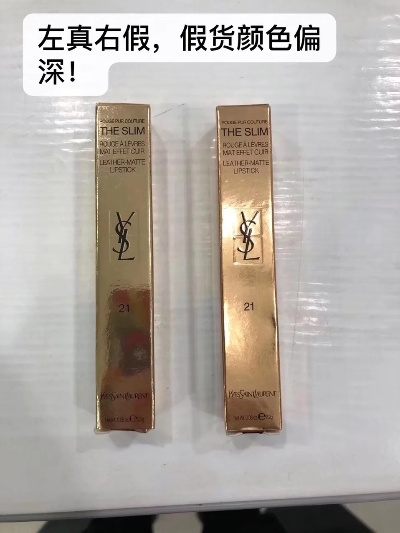 左真右假，假货颜色偏
深！
ROUGE PUR COUTURE
THE SLIM
ROUGE À LÈVRES
MAT EFFET CUIR
LEATHER-MATTE
LIPSTICK
YSL
21
YVESSAINTLAURENT
ROUGE PUR COUTURE
THE SLIM
ROUGE À LÈVRES
MAT EFFET CUIR
LEATHER-MATTE
LIPSTICK
YSL
21
YVESSAINTLAURENT